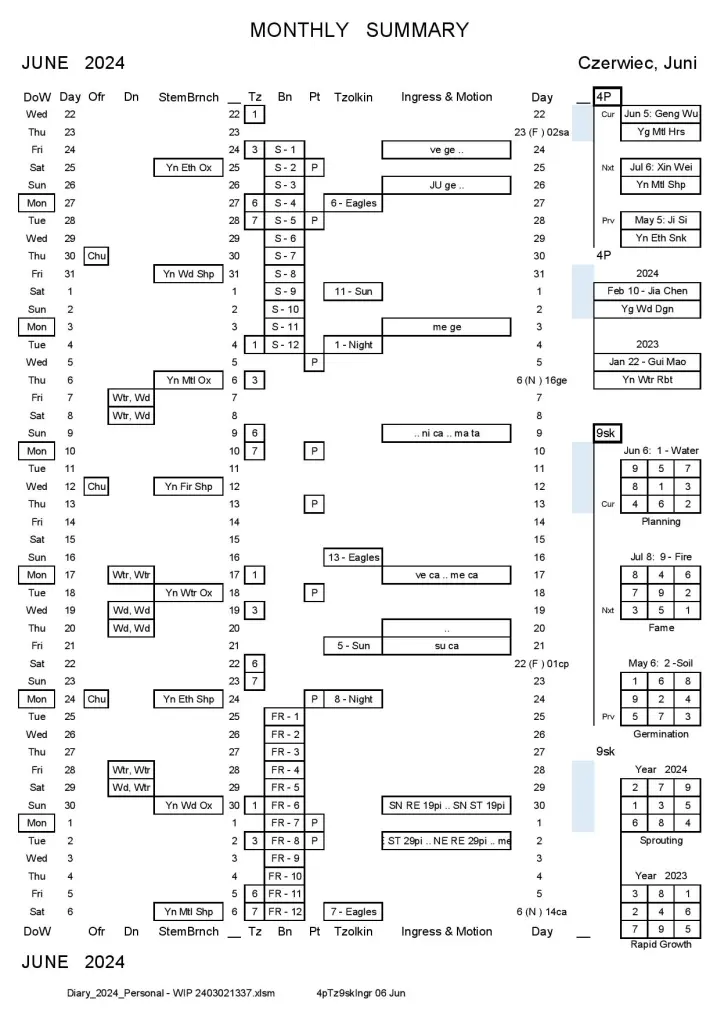 MONTHLY SUMMARY
JUNE 2024 Czerwiec, Juni
DoW Day Ofr Dn StemBrnch __ Tz Bn Pt Tzolkin Ingress & Motion Day __ 4P
Wed 22 22 1 22 Cur Jun 5: Geng Wu
Thu 23 23 23 (F ) 02sa Yg Mtl Hrs
Fri 24 24 3 S - 1 ve ge .. 24
Sat 25 Yn Eth Ox 25 S - 2 P 25 Nxt Jul 6: Xin Wei
Sun 26 26 S - 3 JU ge .. 26 Yn Mtl Shp
Mon 27 27 6 S - 4 6 - Eagles 27
Tue 28 28 7 S - 5 P 28 Prv May 5: Ji Si
Wed 29 29 S - 6 29 Yn Eth Snk
Thu 30 Chu 30 S - 7 30 4P
Fri 31 Yn Wd Shp 31 S - 8 31 2024
Sat 1 1 S - 9 11 - Sun 1 Feb 10 - Jia Chen
Sun 2 2 S - 10 2 Yg Wd Dgn
Mon 3 3 S - 11 me ge 3
Tue 4 4 1 S - 12 1 - Night 4 2023
Wed 5 5 P 5 Jan 22 - Gui Mao
Thu 6 Yn Mtl Ox 6 3 6 (N ) 16ge Yn Wtr Rbt
Fri 7 Wtr, Wd 7 7
Sat 8 Wtr, Wd 8 8
Sun 9 9 6 .. ni ca .. ma ta 9 9sk
Mon 10 10 7 P 10 Jun 6: 1 - Water
Tue 11 11 11 9 5 7
Wed 12 Chu Yn Fir Shp 12 12 8 1 3
Thu 13 13 P 13 Cur 4 6 2
Fri 14 14 14 Planning
Sat 15 15 15
Sun 16 16 13 - Eagles 16 Jul 8: 9 - Fire
Mon 17 Wtr, Wtr 17 1 ve ca .. me ca 17 8 4 6
Tue 18 Yn Wtr Ox 18 P 18 7 9 2
Wed 19 Wd, Wd 19 3 19 Nxt 3 5 1
Thu 20 Wd, Wd 20 .. 20 Fame
Fri 21 21 5 - Sun su ca 21
Sat 22 22 6 22 (F ) 01cp May 6: 2 -Soil
Sun 23 23 7 23 1 6 8
Mon 24 Chu Yn Eth Shp 24 P 8 - Night 24 9 2 4
Tue 25 25 FR - 1 25 Prv 5 7 3
Wed 26 26 FR - 2 26 Germination
Thu 27 27 FR - 3 27 9sk
Fri 28 Wtr, Wtr 28 FR - 4 28 Year 2024
Sat 29 Wd, Wtr 29 FR - 5 29 2 7 9
Sun 30 Yn Wd Ox 30 1 FR - 6 SN RE 19pi .. SN ST 19pi 30 1 3 5
Mon 1 1 FR - 7 P 1 6 8 4
Tue 2 2 3 FR - 8 P ST 29pi .. NE RE 29pi .. me 2 Sprouting
Wed 3 3 FR - 9 3
Thu 4 4 FR - 10 4 Year 2023
Fri 5 5 6 FR - 11 5 3 8 1
Sat 6 Yn Mtl Shp 6 7 FR - 12 7 - Eagles 6 (N ) 14ca 2 4 6
DoW Ofr Dn StemBrnch __ Tz Bn Pt Tzolkin Ingress & Motion Day __ 7 9 5
Rapid Growth
JUNE 2024
Diary_2024_Personal - WIP 2403021337.xlsm 4pTz9skIngr 06 Jun